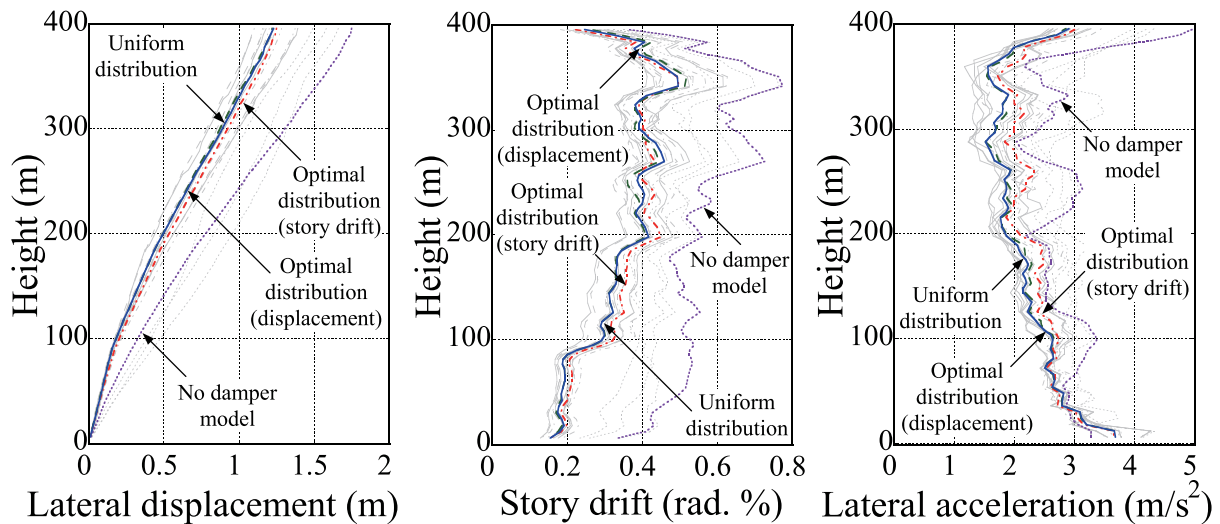 400
300
200
100
0
Height (m)
Uniform
distribution
Optimal
distribution
(story drift)
Optimal
distribution
(displacement)
No damper
model
0
0.5
1
1.5
2
Lateral displacement (m)
400
300
200
100
0
Height (m)
Optimal
distribution
(displacement)
Optimal
distribution
(story drift)
No damper
model
Uniform
distribution
0
0.2
0.4
0.6
0.8
Story drift (rad. %)
400
300
200
100
0
Height (m)
No damper
model
Optimal
distribution
(story drift)
Uniform
distribution
Optimal
distribution
(displacement)
0
1
2
3
4
5
Lateral acceleration (m/s²)